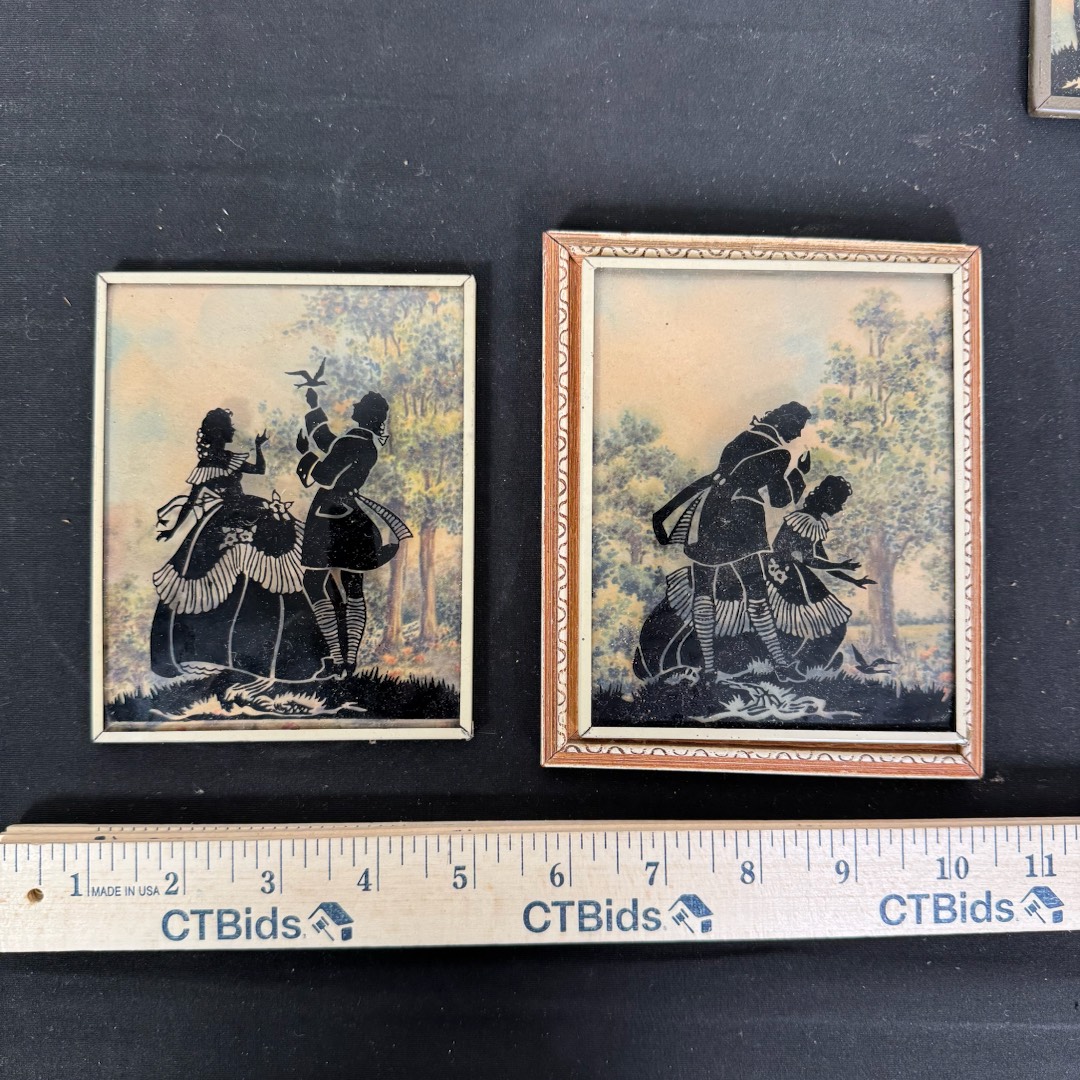 1 MADE IN USA 2 3 4 5 6 7 8 9 10 11
CTBids CTBids CTBids